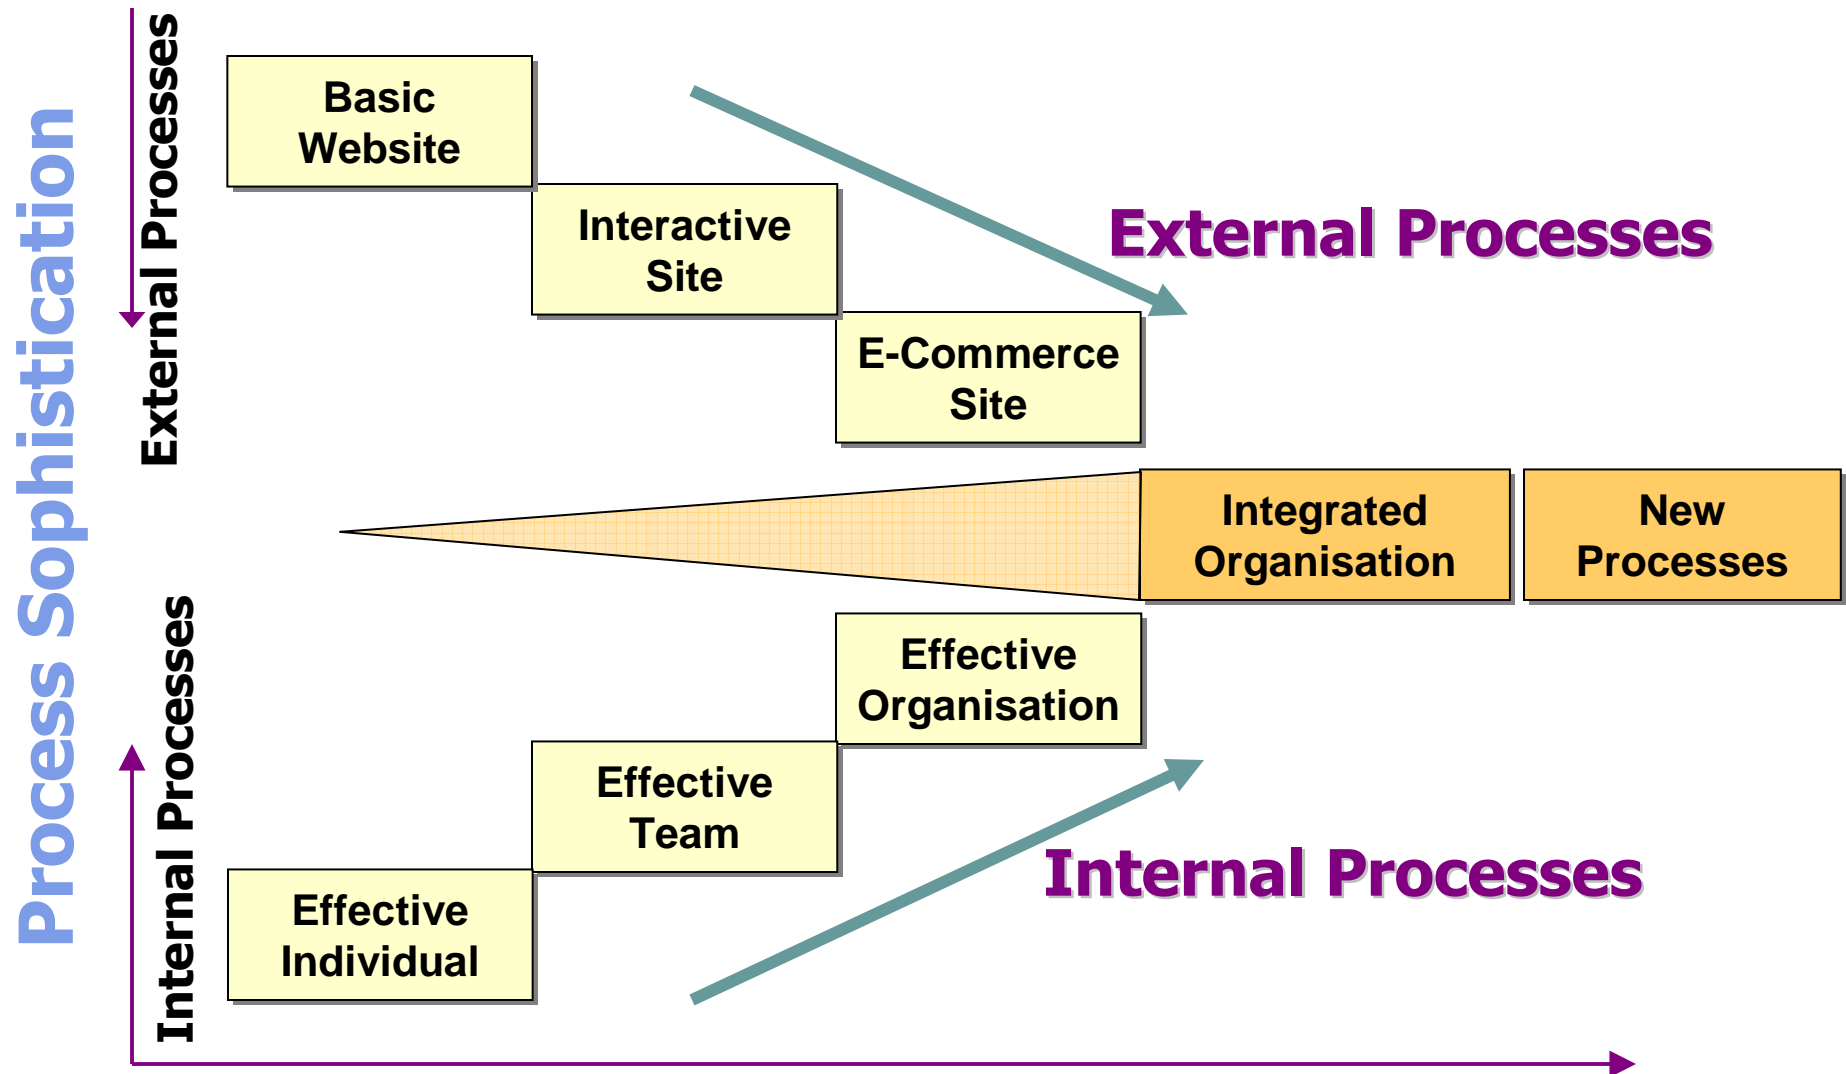 Process Sophistication
External Processes
Basic
Website
Interactive
Site
External Processes
E-Commerce
Site
Integrated
Organisation
New
Processes
Internal Processes
Effective
Organisation
Effective
Team
Internal Processes
Effective
Individual